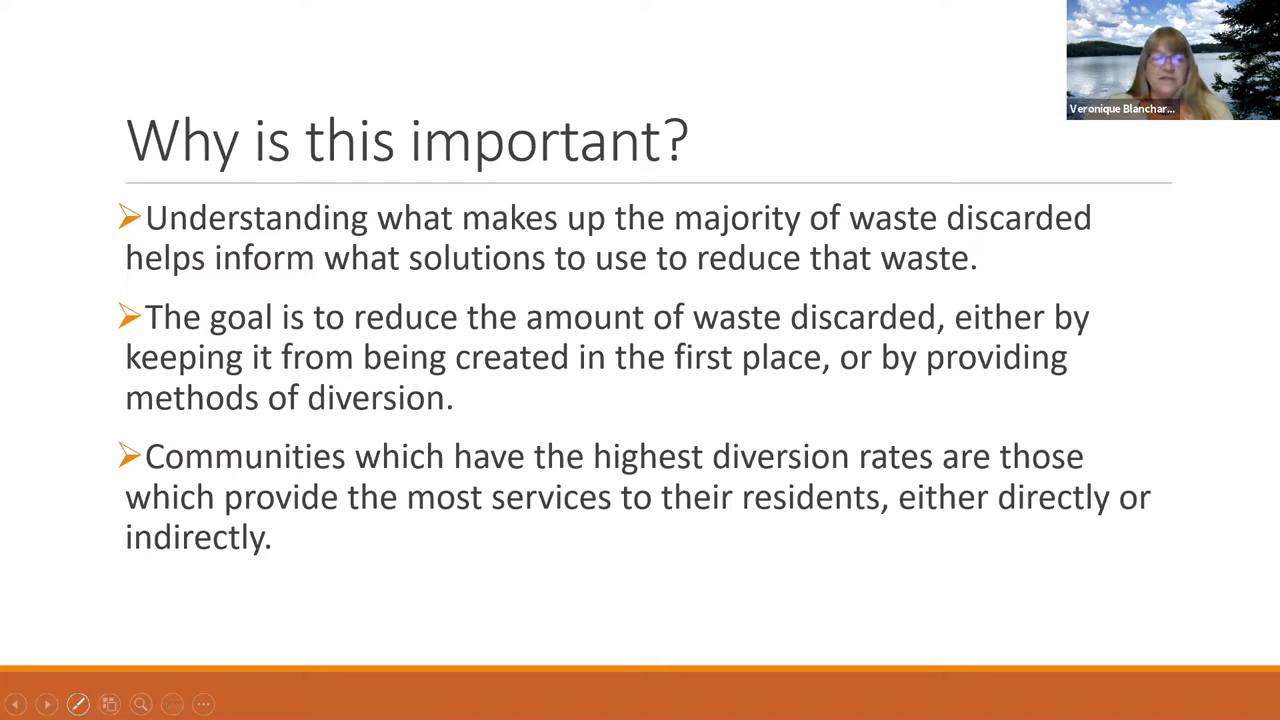 Veronique Blanchar...
Why is this important?
Understanding what makes up the majority of waste discarded
helps inform what solutions to use to reduce that waste.
The goal is to reduce the amount of waste discarded, either by
keeping it from being created in the first place, or by providing
methods of diversion.
Communities which have the highest diversion rates are those
which provide the most services to their residents, either directly or
indirectly.